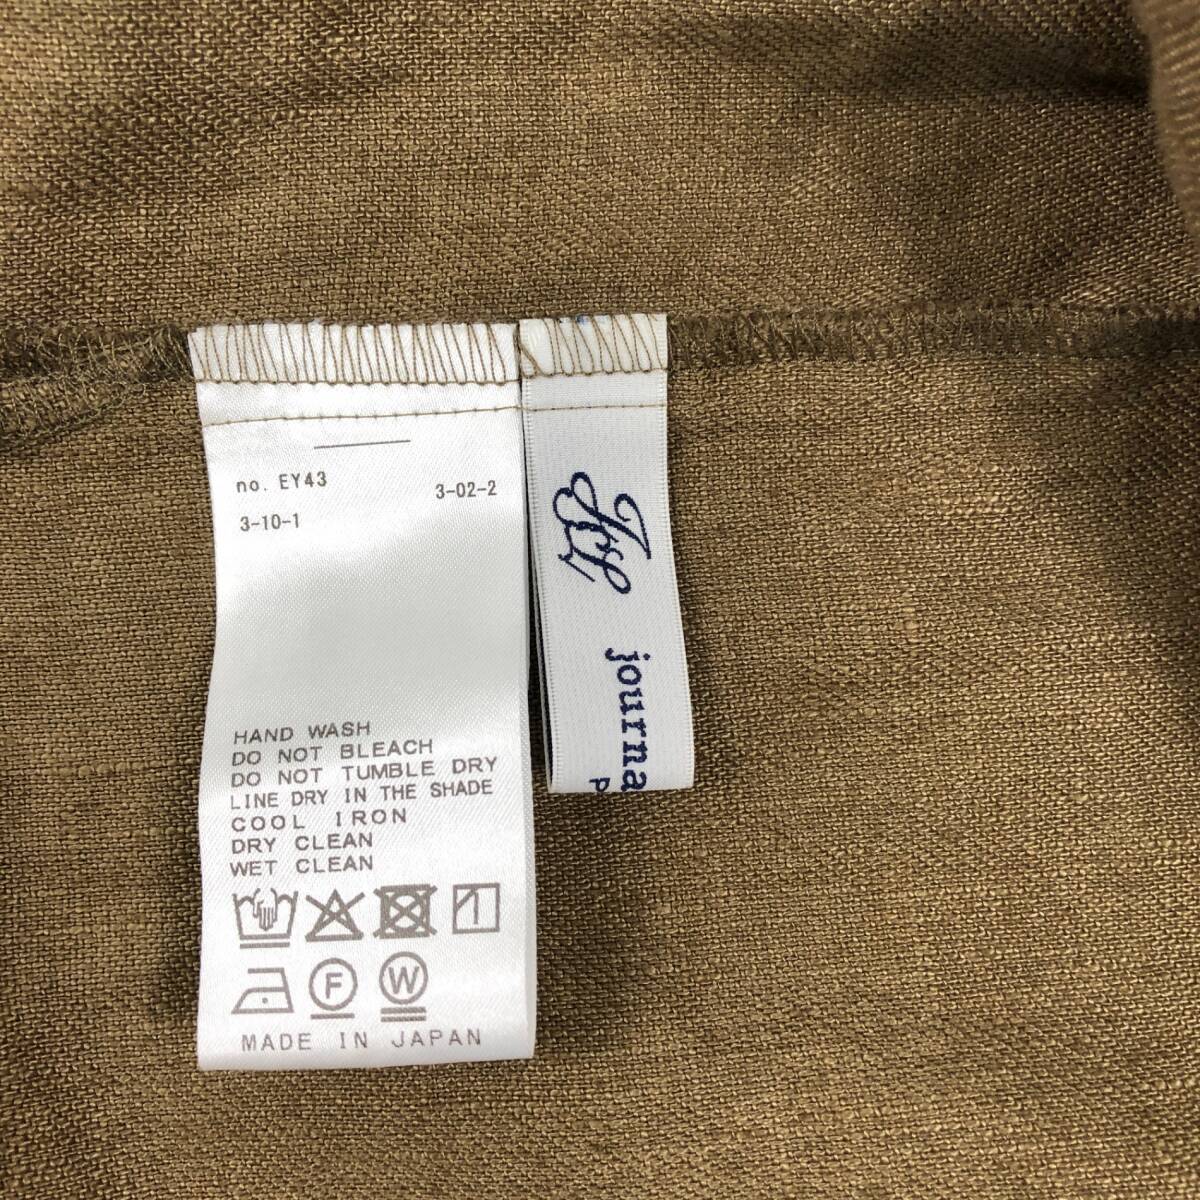 no. EY43
3-02-2
3-10-1
HAND WASH
DO NOT BLEACH
DO NOT TUMBLE DRY
LINE DRY IN THE SHADE
COOL IRON
DRY CLEAN
WET CLEAN
F W
MADE IN JAPAN
journa
P